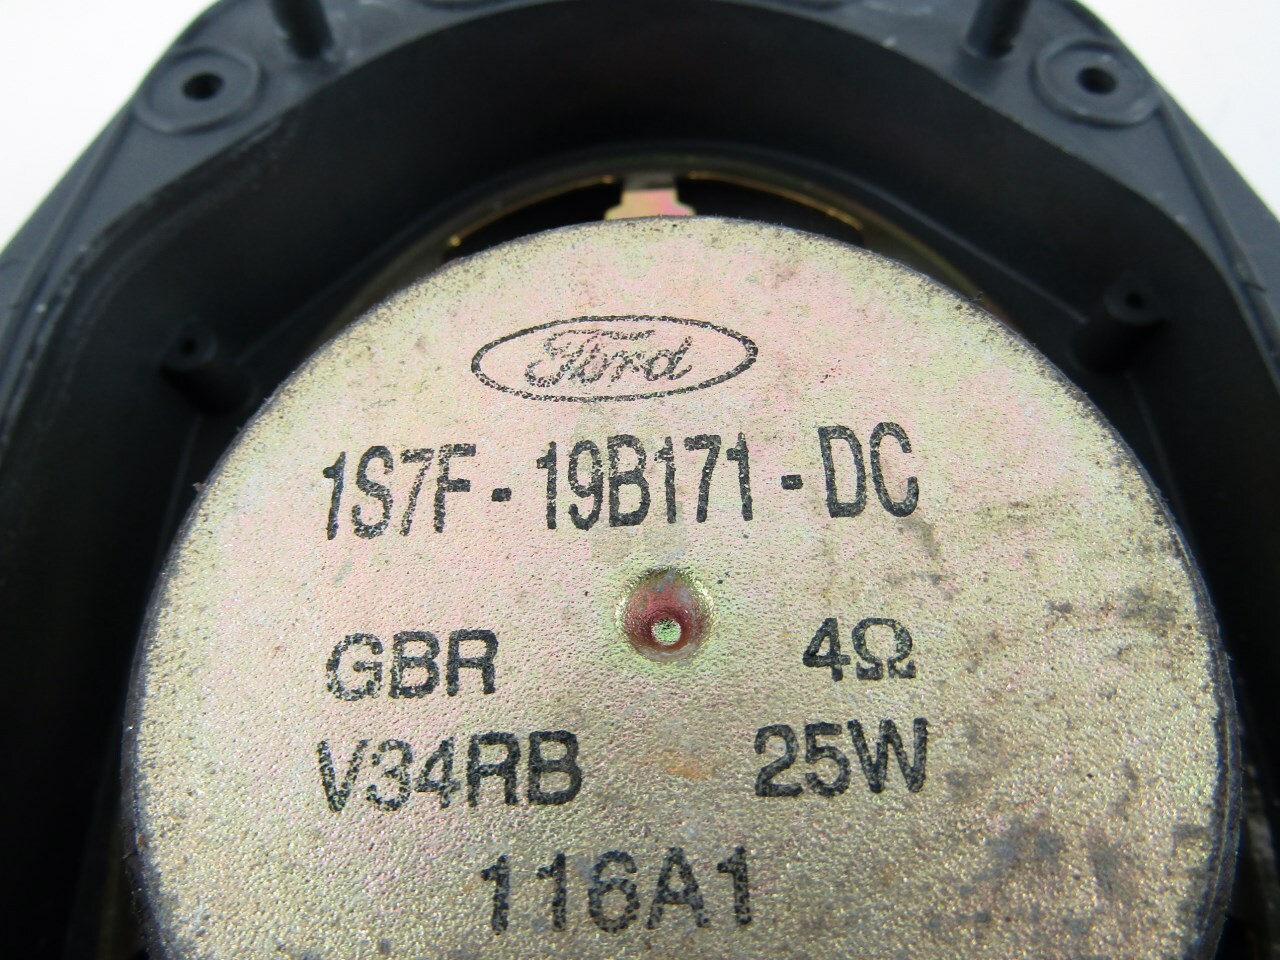 Ford
1S7F - 19B171 - DC
GBR 4Ω
V34RB 25W
116A1